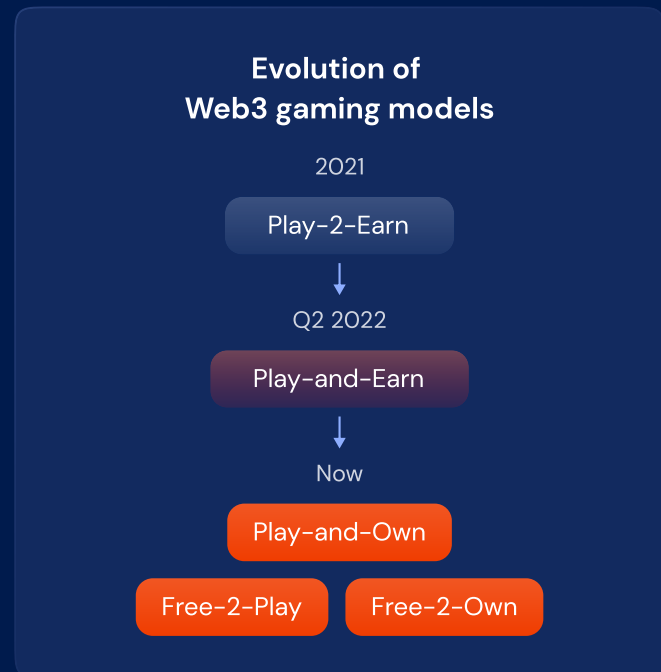 Evolution of
Web3 gaming models
2021
Play-2-Earn
Q2 2022
Play-and-Earn
Now
Play-and-Own
Free-2-Play
Free-2-Own